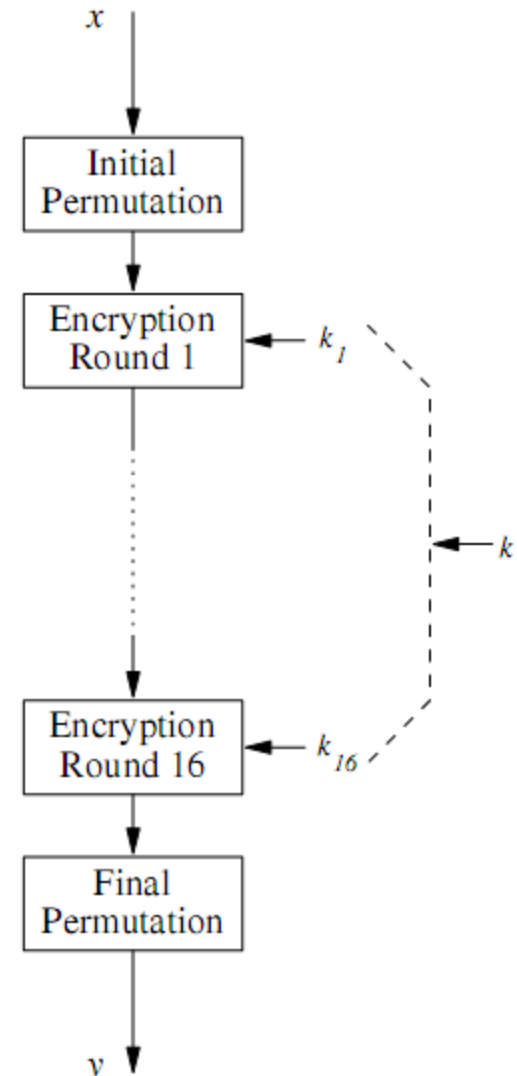 x
Initial
Permutation
Encryption
Round 1
k1
k
Encryption
Round 16
k16
Final
Permutation
y